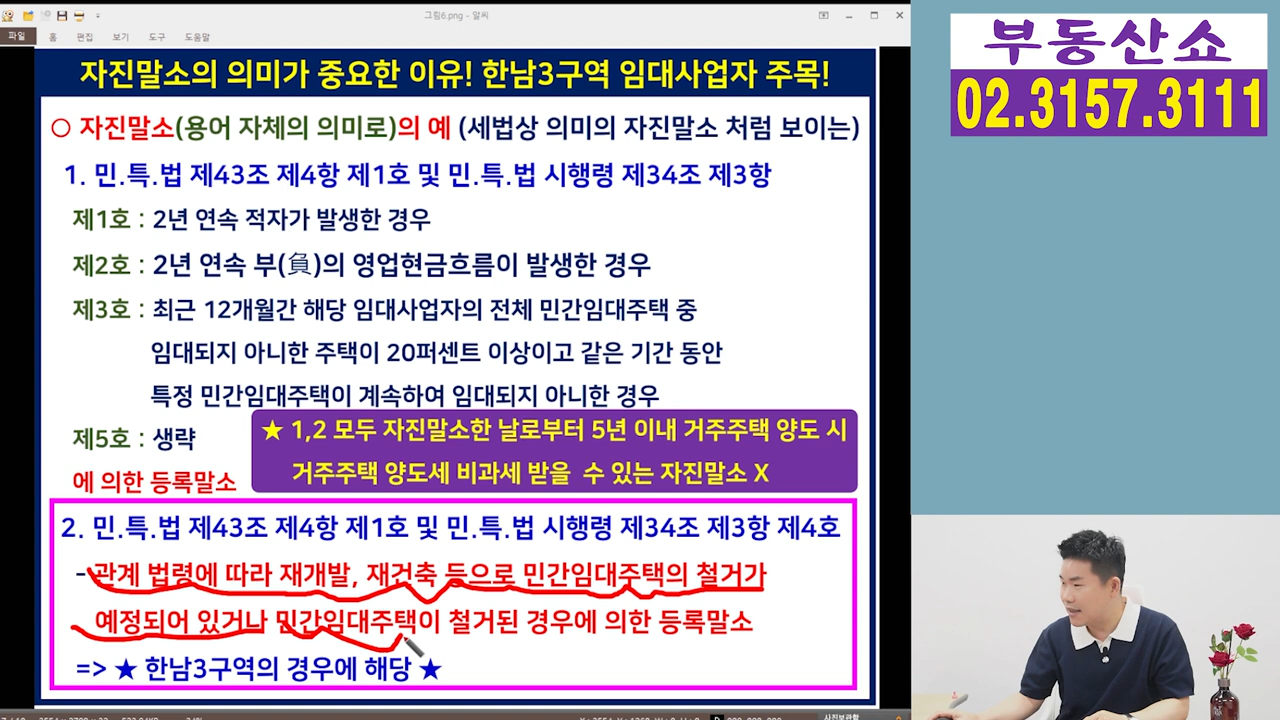 그림6.png - 알씨
파일 홈 편집 보기 도구 도움말
부동산쇼
02.3157.3111
자진말소의 의미가 중요한 이유! 한남3구역 임대사업자 주목!
○ 자진말소(용어 자체의 의미로)의 예 (세법상 의미의 자진말소 처럼 보이는)
1. 민.특.법 제43조 제4항 제1호 및 민.특.법 시행령 제34조 제3항
제1호 : 2년 연속 적자가 발생한 경우
제2호 : 2년 연속 부(負)의 영업현금흐름이 발생한 경우
제3호 : 최근 12개월간 해당 임대사업자의 전체 민간임대주택 중
임대되지 아니한 주택이 20퍼센트 이상이고 같은 기간 동안
특정 민간임대주택이 계속하여 임대되지 아니한 경우
제5호 : 생략
에 의한 등록말소
★ 1,2 모두 자진말소한 날로부터 5년 이내 거주주택 양도 시
거주주택 양도세 비과세 받을 수 있는 자진말소 X
2. 민.특.법 제43조 제4항 제1호 및 민.특.법 시행령 제34조 제3항 제4호
- 관계 법령에 따라 재개발, 재건축 등으로 민간임대주택의 철거가
예정되어 있거나 민간임대주택이 철거된 경우에 의한 등록말소
=> ★ 한남3구역의 경우에 해당 ★